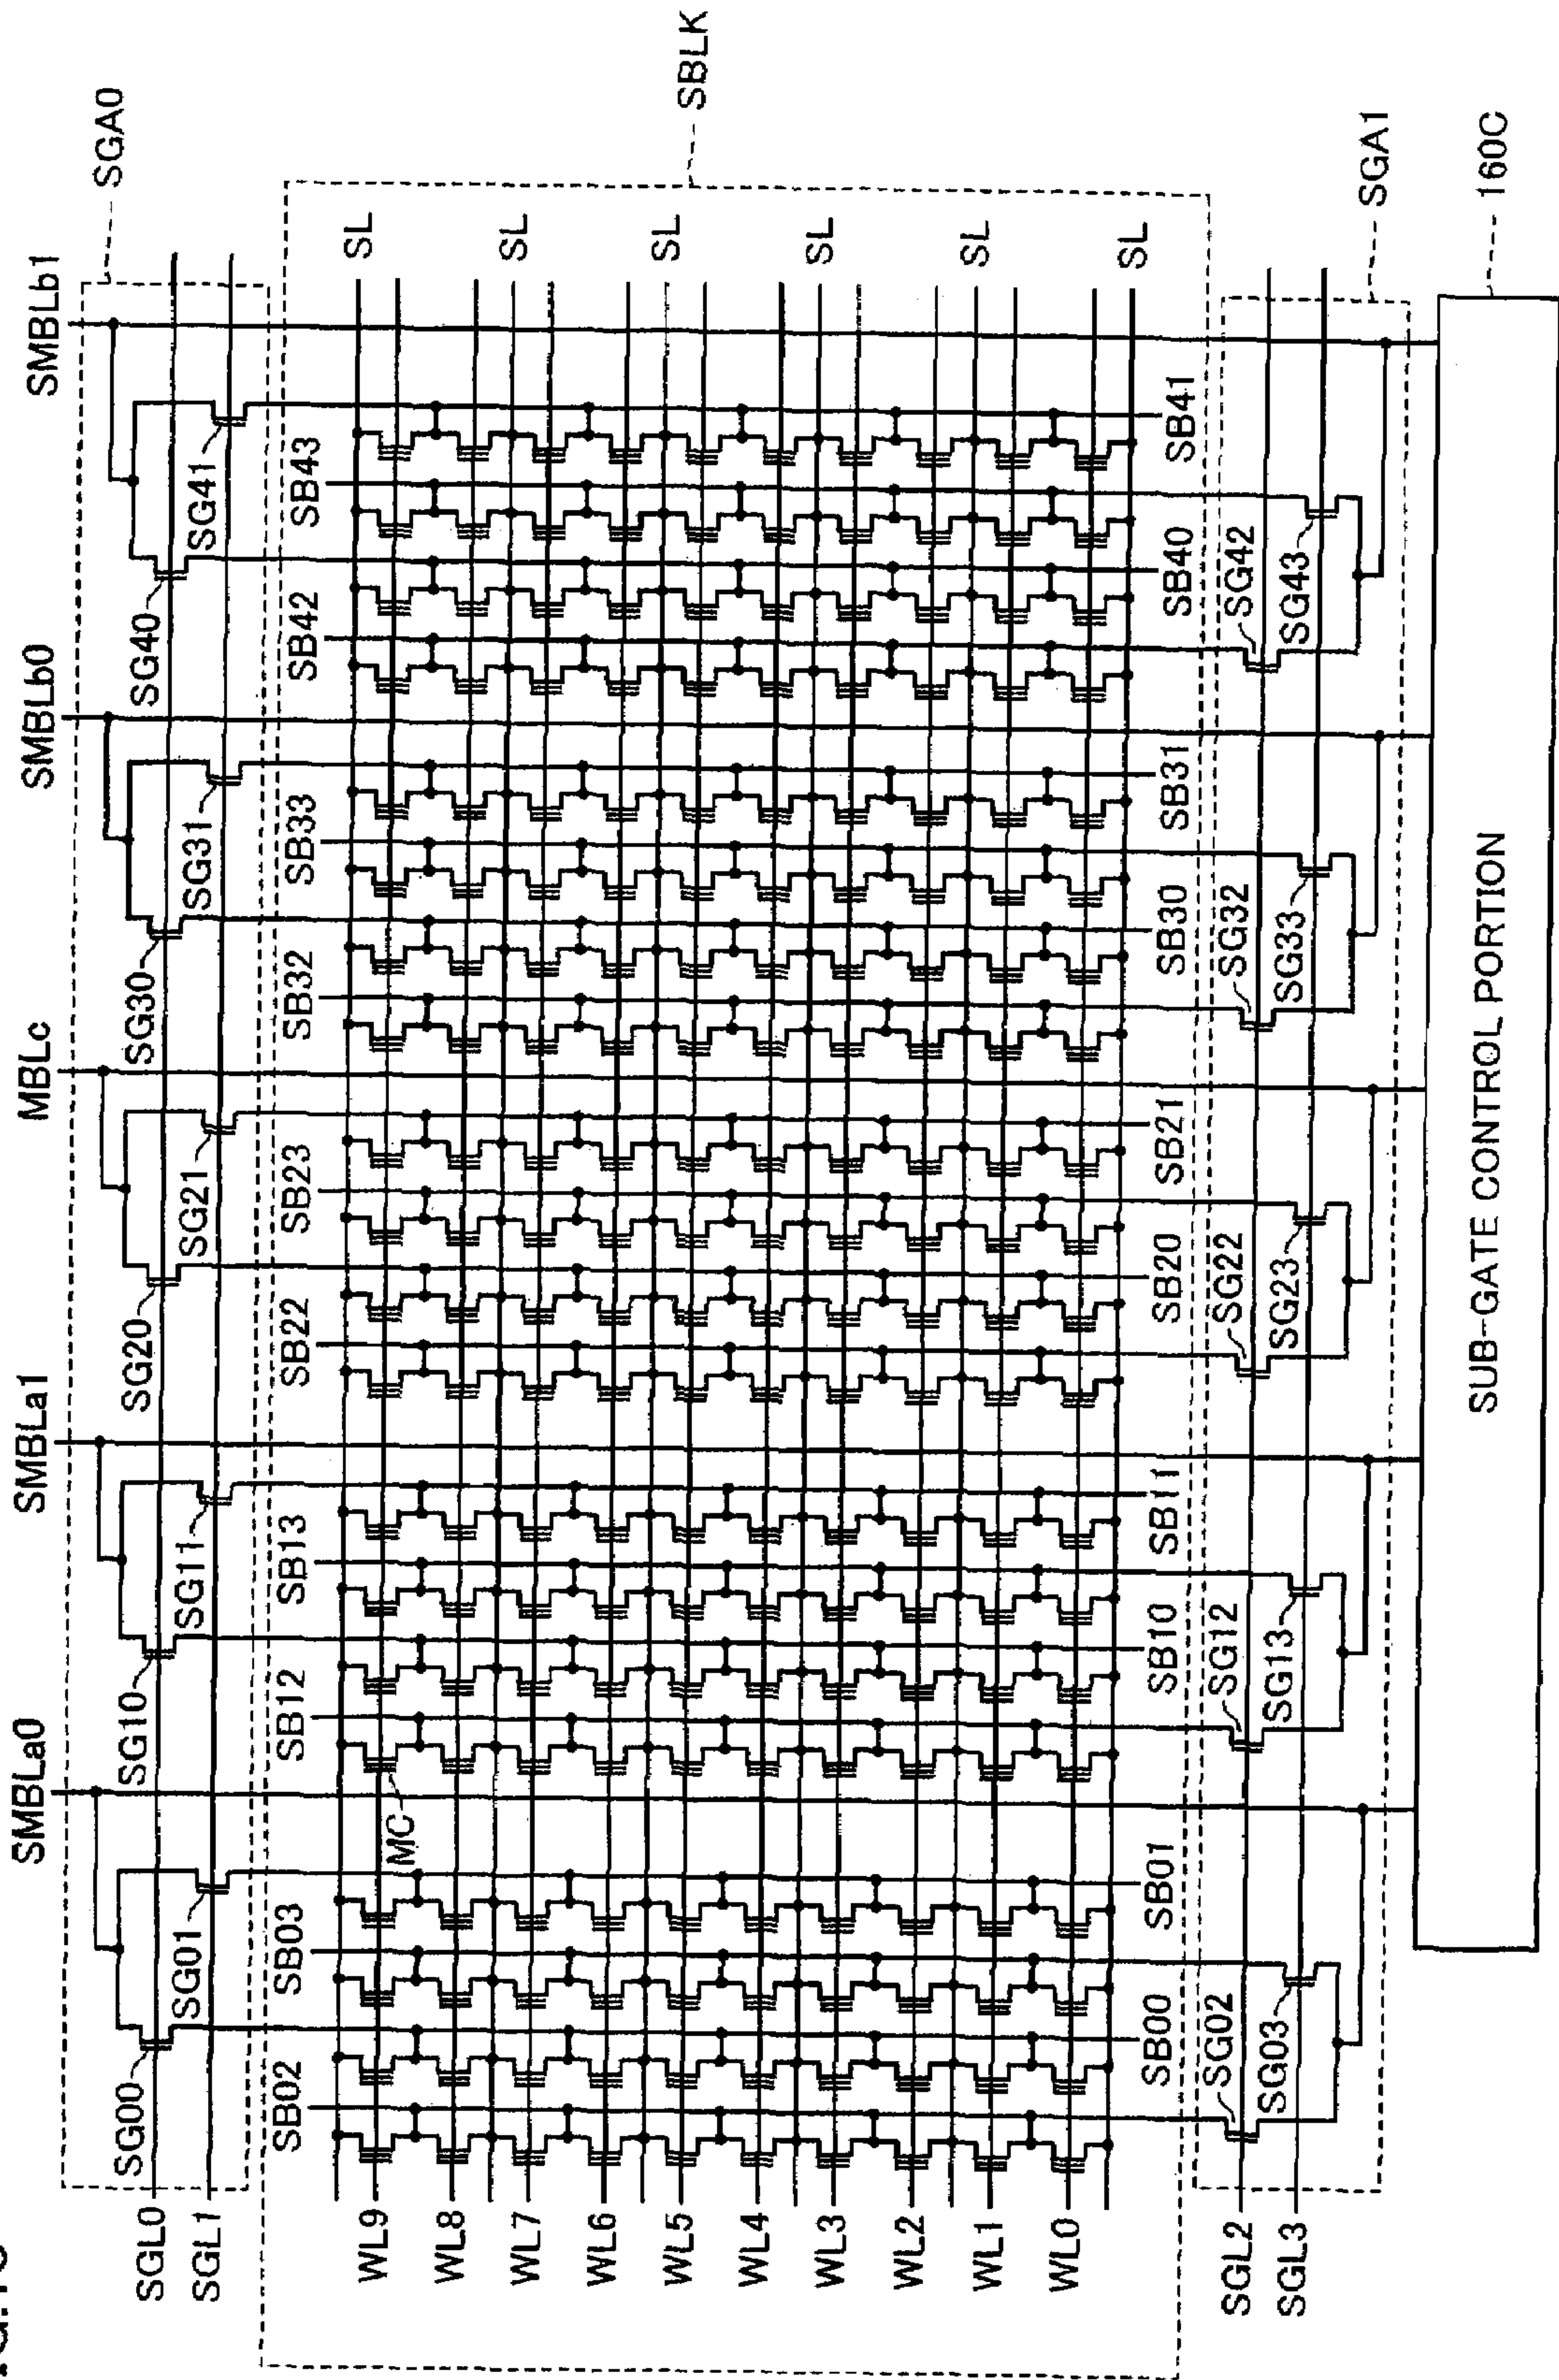 SMBLa0
SMBLa1
MBLc
SMBLb0
SMBLb1
SGA0
SGL0
SGL1
SG00
SG01
SG10
SG11
SG20
SG21
SG30
SG31
SG40
SG41
SB02
SB03
SB12
SB13
SB22
SB23
SB32
SB33
SB42
SB43
SBLK
WL9
WL8
WL7
WL6
WL5
WL4
WL3
WL2
WL1
WL0
MC
SL
SL
SL
SL
SL
SL
SB00
SB01
SB10
SB11
SB20
SB21
SB30
SB31
SB40
SB41
SGL2
SGL3
SG02
SG03
SG12
SG13
SG22
SG23
SG32
SG33
SG42
SG43
SGA1
SUB-GATE CONTROL PORTION
160C